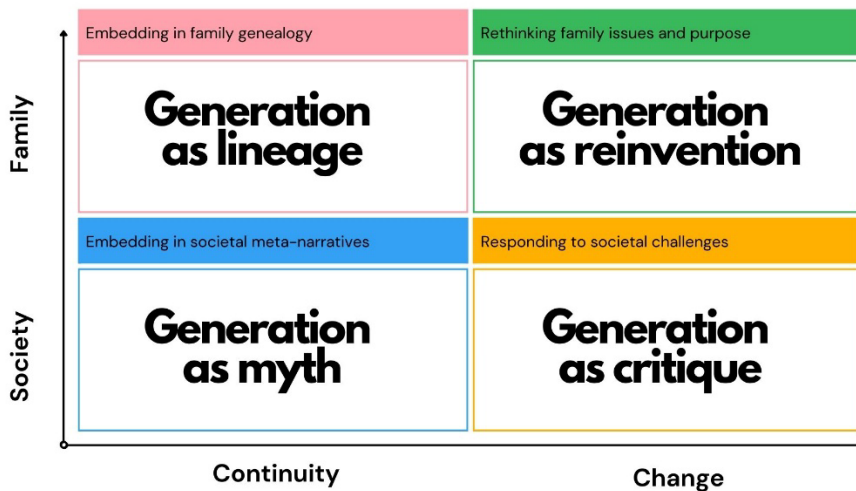 Embedding in family genealogy
Rethinking family issues and purpose
Family
Generation
as lineage
Generation
as reinvention
Embedding in societal meta-narratives
Responding to societal challenges
Society
Generation
as myth
Generation
as critique
Continuity
Change